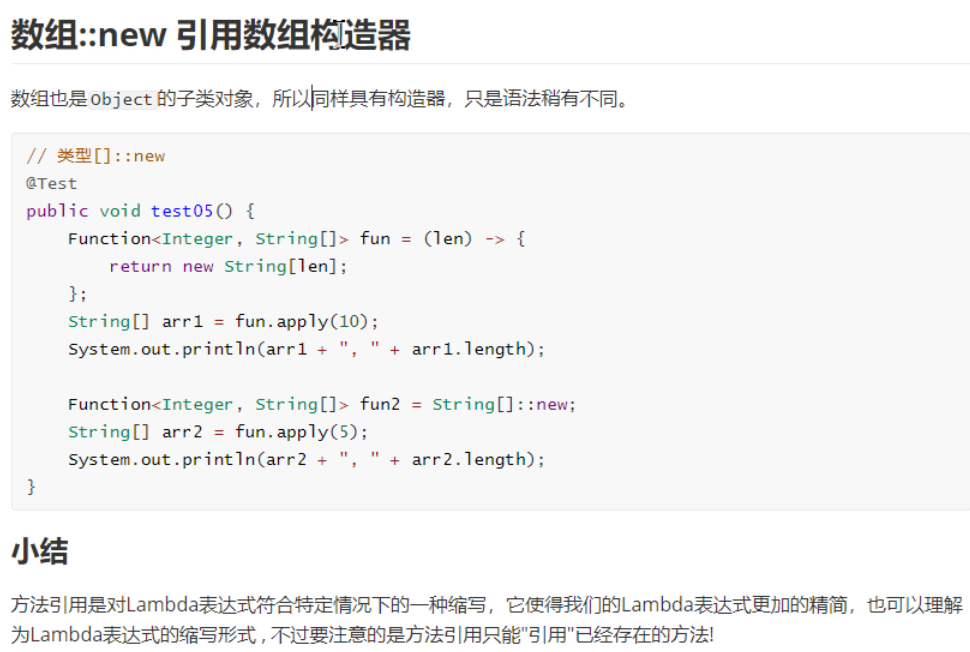 数组::new 引用数组构造器
数组也是Object的子类对象，所以同样具有构造器，只是语法稍有不同。
// 类型[]::new
@Test
public void test05() {
    Function<Integer, String[]> fun = (len) -> {
        return new String[len];
    };
    String[] arr1 = fun.apply(10);
    System.out.println(arr1 + ", " + arr1.length);

    Function<Integer, String[]> fun2 = String[]::new;
    String[] arr2 = fun.apply(5);
    System.out.println(arr2 + ", " + arr2.length);
}
小结
方法引用是对Lambda表达式符合特定情况下的一种缩写，它使得我们的Lambda表达式更加的精简，也可以理解
为Lambda表达式的缩写形式 , 不过要注意的是方法引用只能"引用"已经存在的方法!